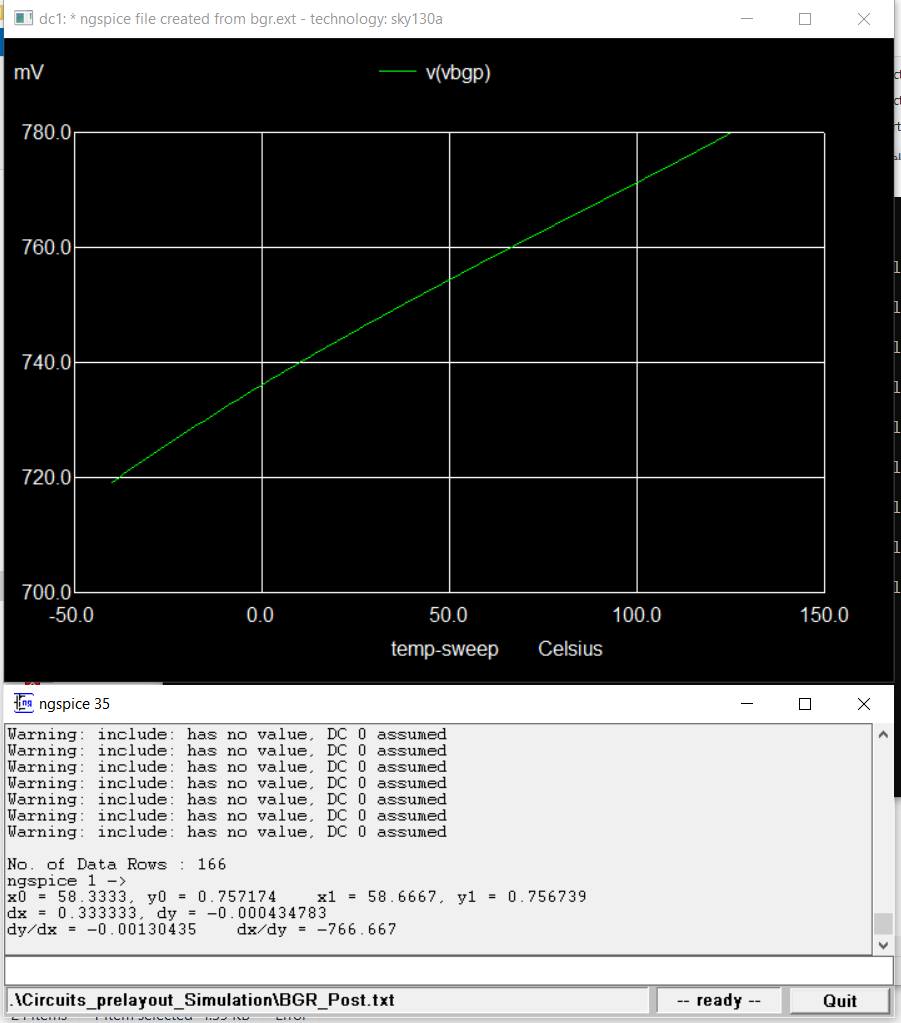 dc1: * ngspice file created from bgr.ext - technology: sky130a
mV
v(vbgp)
780.0
760.0
740.0
720.0
700.0
-50.0 0.0 50.0 100.0 150.0
temp-sweep Celsius
ngspice 35
Warning: include: has no value, DC 0 assumed
Warning: include: has no value, DC 0 assumed
Warning: include: has no value, DC 0 assumed
Warning: include: has no value, DC 0 assumed
Warning: include: has no value, DC 0 assumed
Warning: include: has no value, DC 0 assumed
Warning: include: has no value, DC 0 assumed
No. of Data Rows : 166
ngspice 1 ->
x0 = 58.3333, y0 = 0.757174 x1 = 58.6667, y1 = 0.756739
dx = 0.333333, dy = -0.000434783
dy/dx = -0.00130435 dx/dy = -766.667
.\Circuits_prelayout_Simulation\BGR_Post.txt
-- ready --
Quit